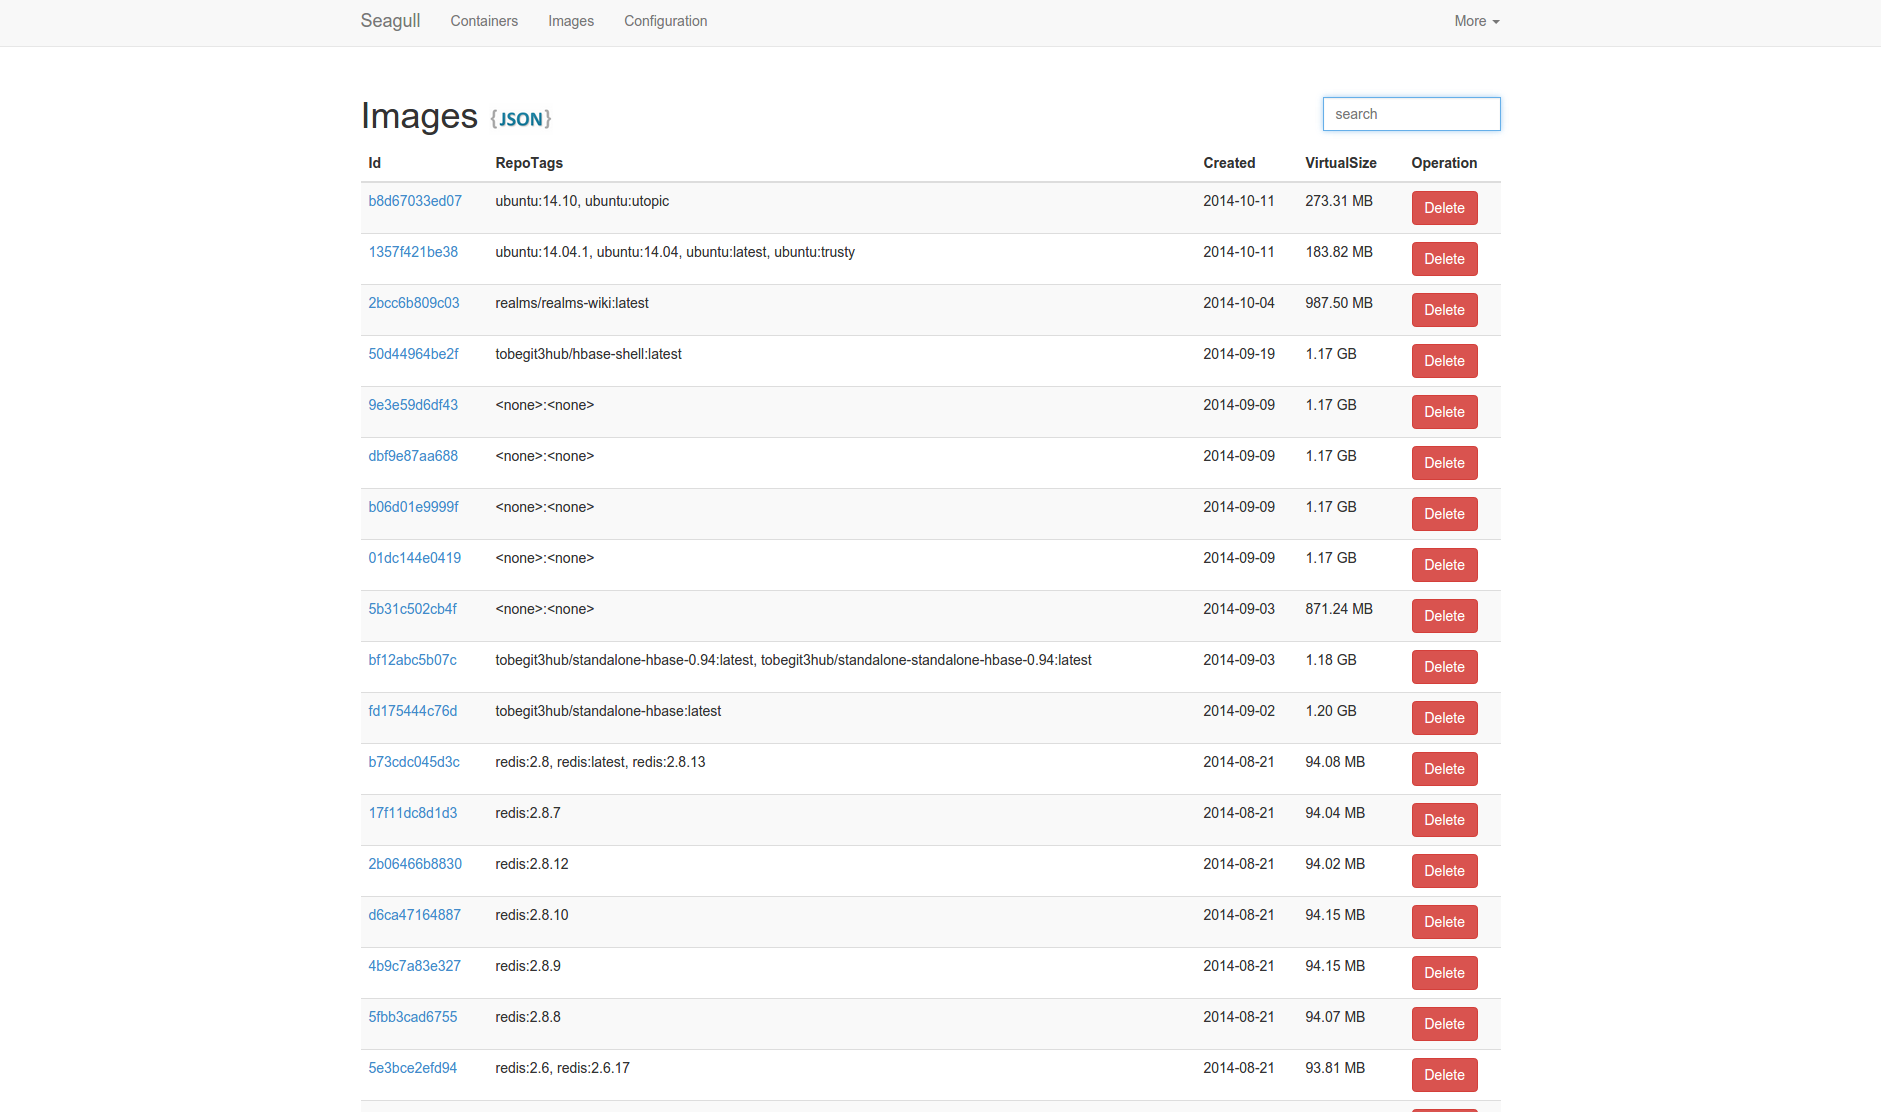 Seagull Containers Images Configuration More
Images {JSON} search
Id RepoTags Created VirtualSize Operation
b8d67033ed07 ubuntu:14.10, ubuntu:utopic 2014-10-11 273.31 MB Delete
1357f421be38 ubuntu:14.04.1, ubuntu:14.04, ubuntu:latest, ubuntu:trusty 2014-10-11 183.82 MB Delete
2bcc6b809c03 realms/realms-wiki:latest 2014-10-04 987.50 MB Delete
50d44964be2f tobegit3hub/hbase-shell:latest 2014-09-19 1.17 GB Delete
9e3e59d6df43 <none>:<none> 2014-09-09 1.17 GB Delete
dbf9e87aa688 <none>:<none> 2014-09-09 1.17 GB Delete
b06d01e9999f <none>:<none> 2014-09-09 1.17 GB Delete
01dc144e0419 <none>:<none> 2014-09-09 1.17 GB Delete
5b31c502cb4f <none>:<none> 2014-09-03 871.24 MB Delete
bf12abc5b07c tobegit3hub/standalone-hbase-0.94:latest, tobegit3hub/standalone-standalone-hbase-0.94:latest 2014-09-03 1.18 GB Delete
fd175444c76d tobegit3hub/standalone-hbase:latest 2014-09-02 1.20 GB Delete
b73cdc045d3c redis:2.8, redis:latest, redis:2.8.13 2014-08-21 94.08 MB Delete
17f11dc8d1d3 redis:2.8.7 2014-08-21 94.04 MB Delete
2b06466b8830 redis:2.8.12 2014-08-21 94.02 MB Delete
d6ca47164887 redis:2.8.10 2014-08-21 94.15 MB Delete
4b9c7a83e327 redis:2.8.9 2014-08-21 94.15 MB Delete
5fbb3cad6755 redis:2.8.8 2014-08-21 94.07 MB Delete
5e3bce2efd94 redis:2.6, redis:2.6.17 2014-08-21 93.81 MB Delete